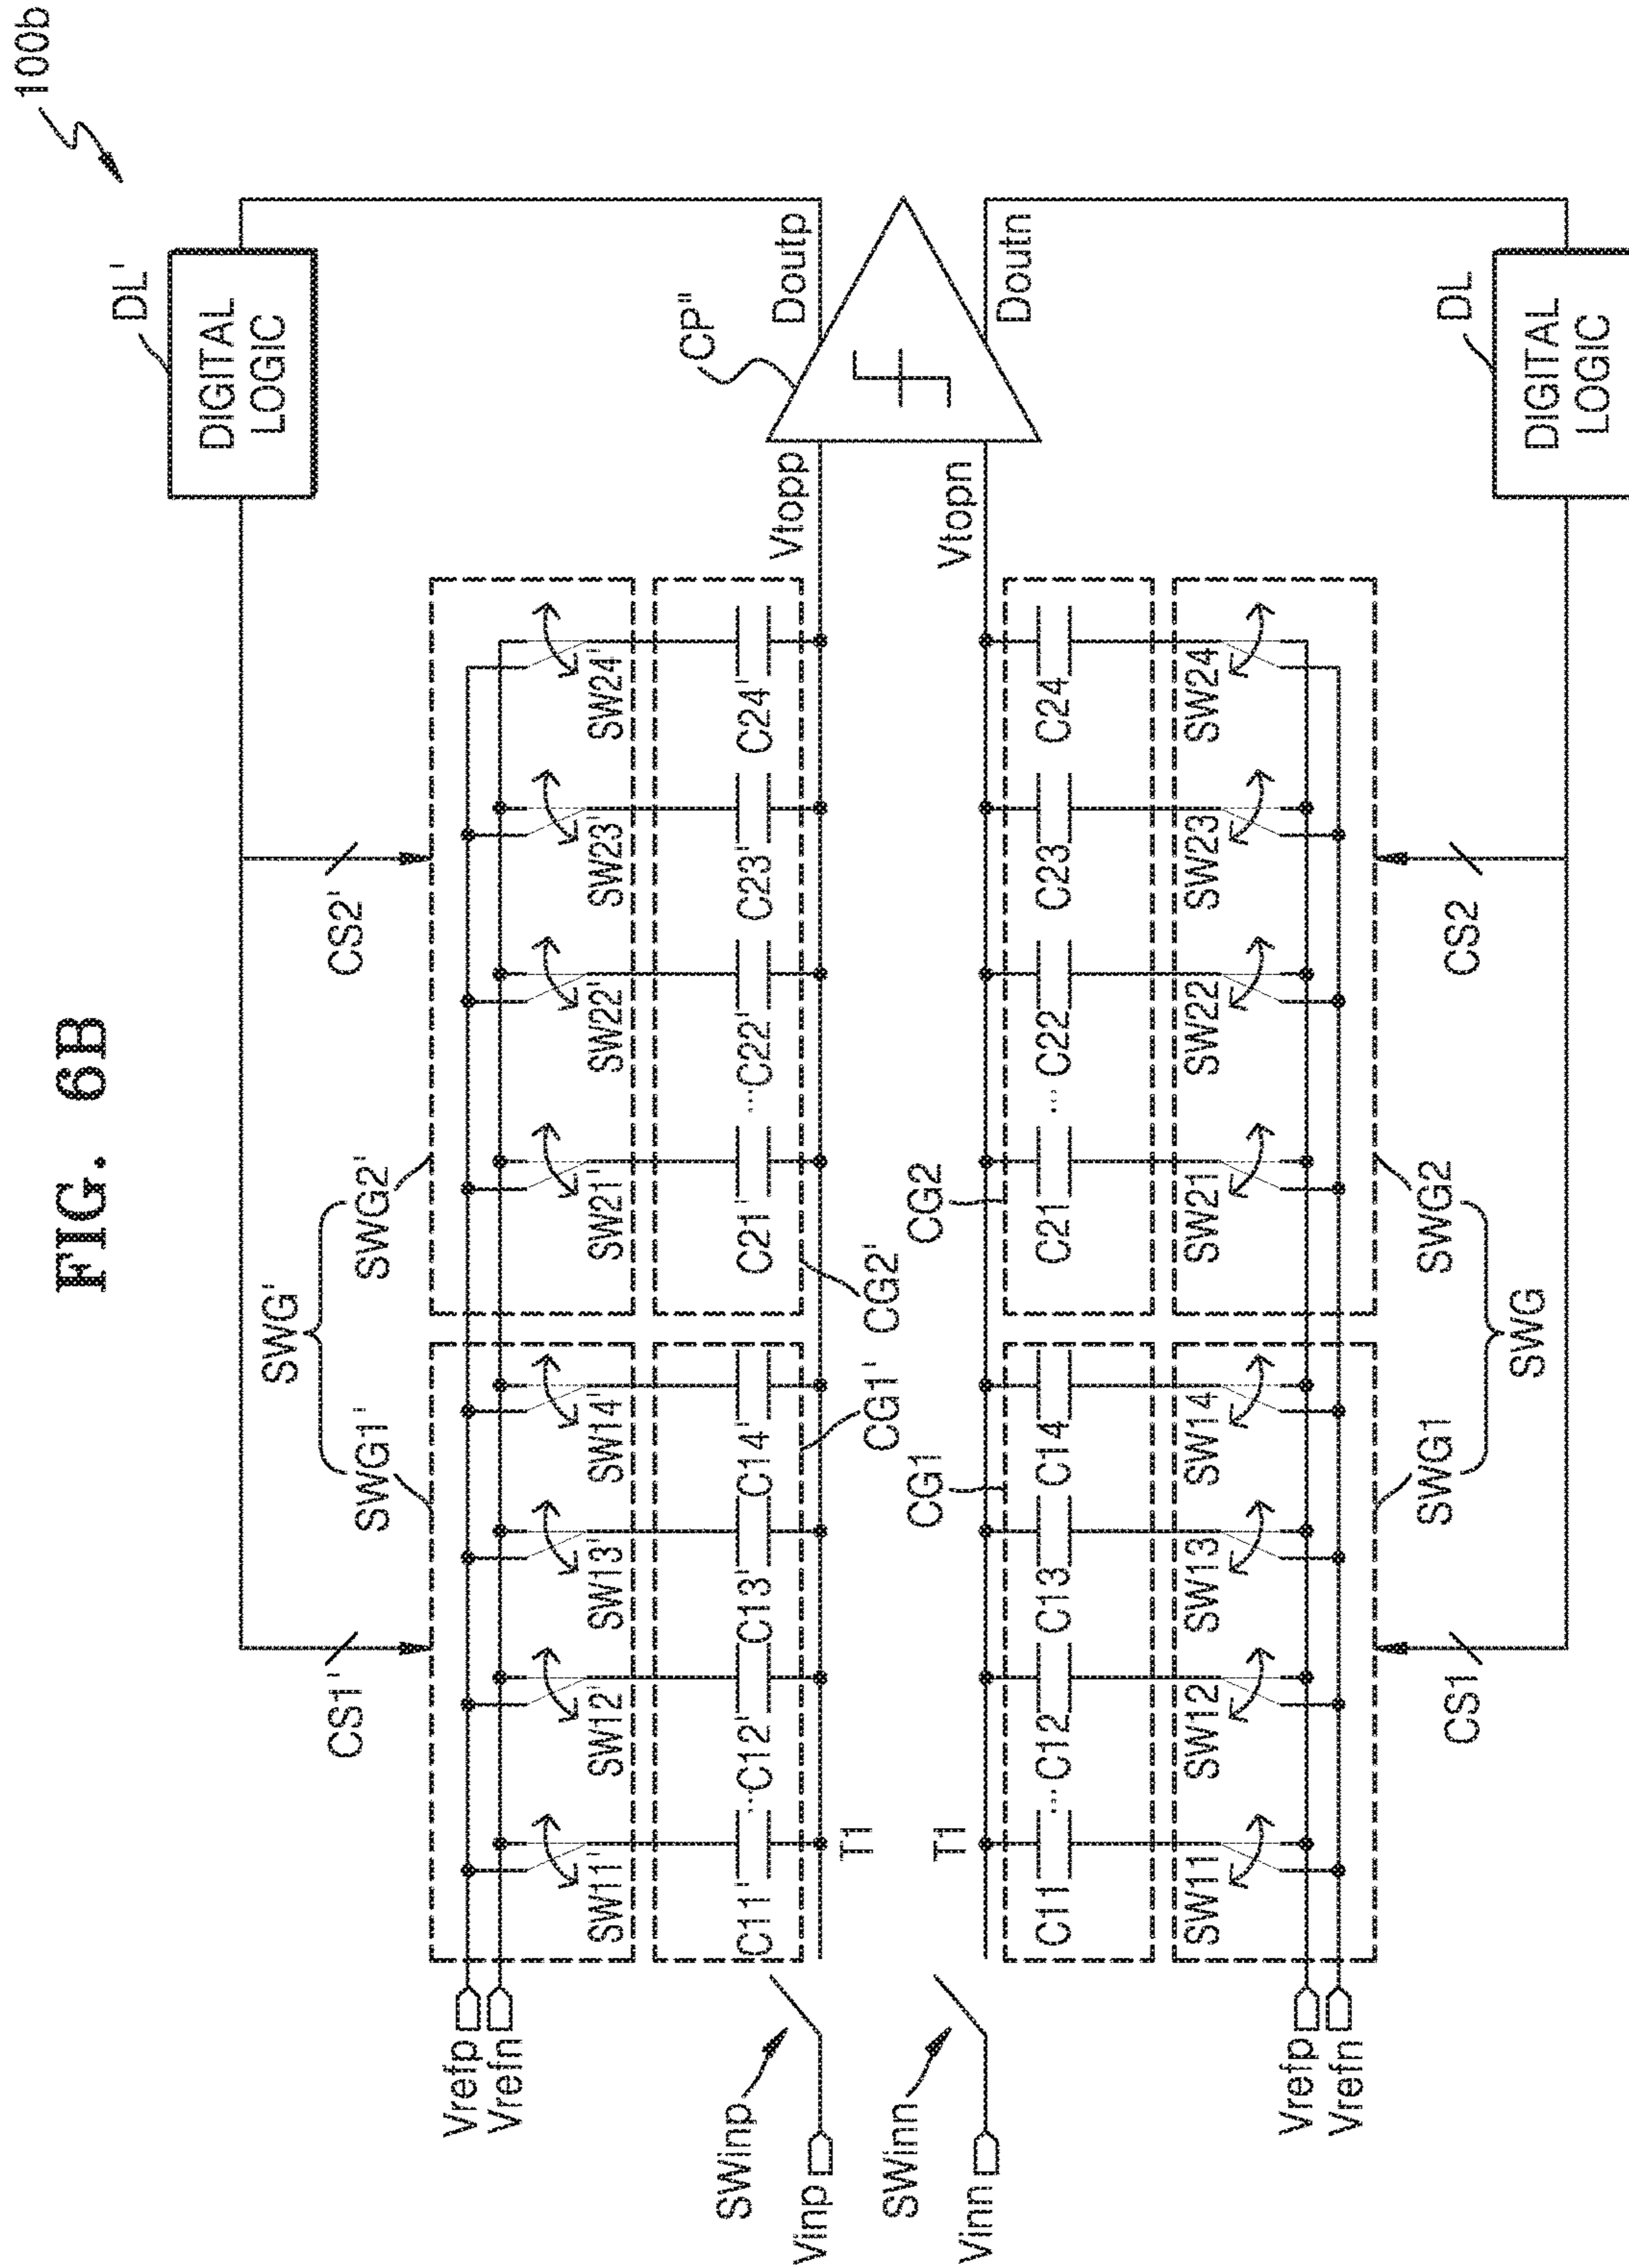 FIG. 6B
100b
DL'
DIGITAL
LOGIC
CS1'
CS2'
SWG'
SWG1'
SWG2'
Vrefp
Vrefn
SW11'
SW12'
SW13'
SW14'
SW21'
SW22'
SW23'
SW24'
C11'
...
C12'
C13'
C14'
C21'
...
C22'
C23'
C24'
Vtopp
Doutp
CP"
SWinp
Vinp
T1
CG1'
CG2'
SWinn
Vinn
T1
CG1
CG2
Vtopn
Doutn
C11
...
C12
C13
C14
C21
...
C22
C23
C24
SW11
SW12
SW13
SW14
SW21
SW22
SW23
SW24
Vrefp
Vrefn
SWG1
SWG2
SWG
CS1
CS2
DL
DIGITAL
LOGIC